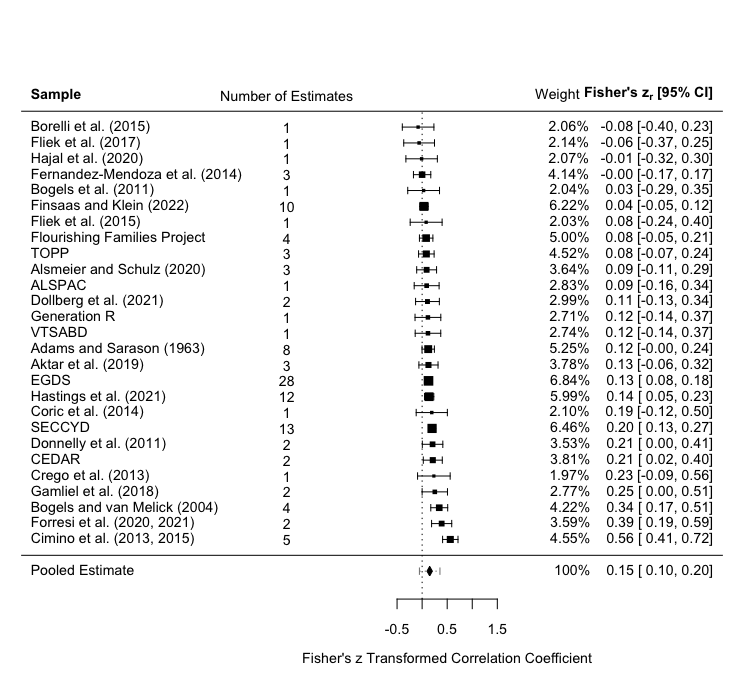 Sample Number of Estimates Weight Fisher's zr [95% CI]
Borelli et al. (2015) 1 2.06% -0.08 [-0.40, 0.23]
Fliek et al. (2017) 1 2.14% -0.06 [-0.37, 0.25]
Hajal et al. (2020) 1 2.07% -0.01 [-0.32, 0.30]
Fernandez-Mendoza et al. (2014) 3 4.14% -0.00 [-0.17, 0.17]
Bogels et al. (2011) 1 2.04% 0.03 [-0.29, 0.35]
Finsaas and Klein (2022) 10 6.22% 0.04 [-0.05, 0.12]
Fliek et al. (2015) 1 2.03% 0.08 [-0.24, 0.40]
Flourishing Families Project 4 5.00% 0.08 [-0.05, 0.21]
TOPP 3 4.52% 0.08 [-0.07, 0.24]
Alsmeier and Schulz (2020) 3 3.64% 0.09 [-0.11, 0.29]
ALSPAC 1 2.83% 0.09 [-0.16, 0.34]
Dollberg et al. (2021) 2 2.99% 0.11 [-0.13, 0.34]
Generation R 1 2.71% 0.12 [-0.14, 0.37]
VTSABD 1 2.74% 0.12 [-0.14, 0.37]
Adams and Sarason (1963) 8 5.25% 0.12 [-0.00, 0.24]
Aktar et al. (2019) 3 3.78% 0.13 [-0.06, 0.32]
EGDS 28 6.84% 0.13 [ 0.08, 0.18]
Hastings et al. (2021) 12 5.99% 0.14 [ 0.05, 0.23]
Coric et al. (2014) 1 2.10% 0.19 [-0.12, 0.50]
SECCYD 13 6.46% 0.20 [ 0.13, 0.27]
Donnelly et al. (2011) 2 3.53% 0.21 [ 0.00, 0.41]
CEDAR 2 3.81% 0.21 [ 0.02, 0.40]
Crego et al. (2013) 1 1.97% 0.23 [-0.09, 0.56]
Gamliel et al. (2018) 2 2.77% 0.25 [ 0.00, 0.51]
Bogels and van Melick (2004) 4 4.22% 0.34 [ 0.17, 0.51]
Forresi et al. (2020, 2021) 2 3.59% 0.39 [ 0.19, 0.59]
Cimino et al. (2013, 2015) 5 4.55% 0.56 [ 0.41, 0.72]
Pooled Estimate 100% 0.15 [ 0.10, 0.20]
-0.5 0.5 1.5
Fisher's z Transformed Correlation Coefficient